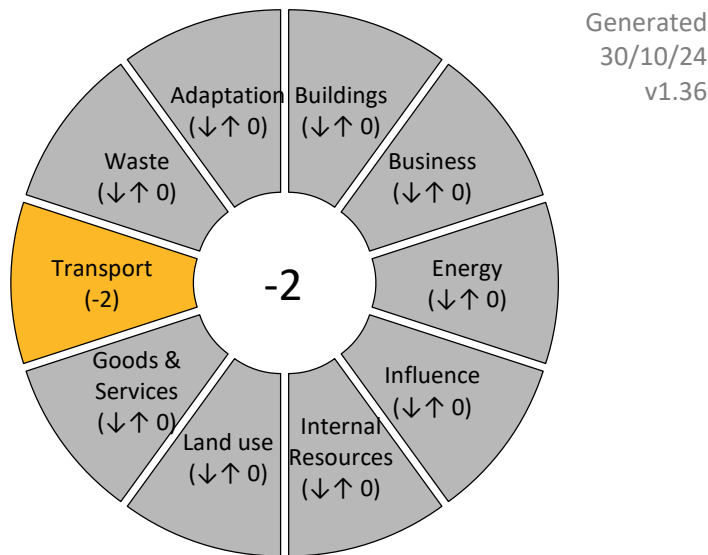 Generated
30/10/24
v1.36
Adaptation
(↓↑ 0)
Buildings
(↓↑ 0)
Business
(↓↑ 0)
Energy
(↓↑ 0)
Influence
(↓↑ 0)
Internal
Resources
(↓↑ 0)
Land use
(↓↑ 0)
Goods &
Services
(↓↑ 0)
Transport
(-2)
Waste
(↓↑ 0)
-2